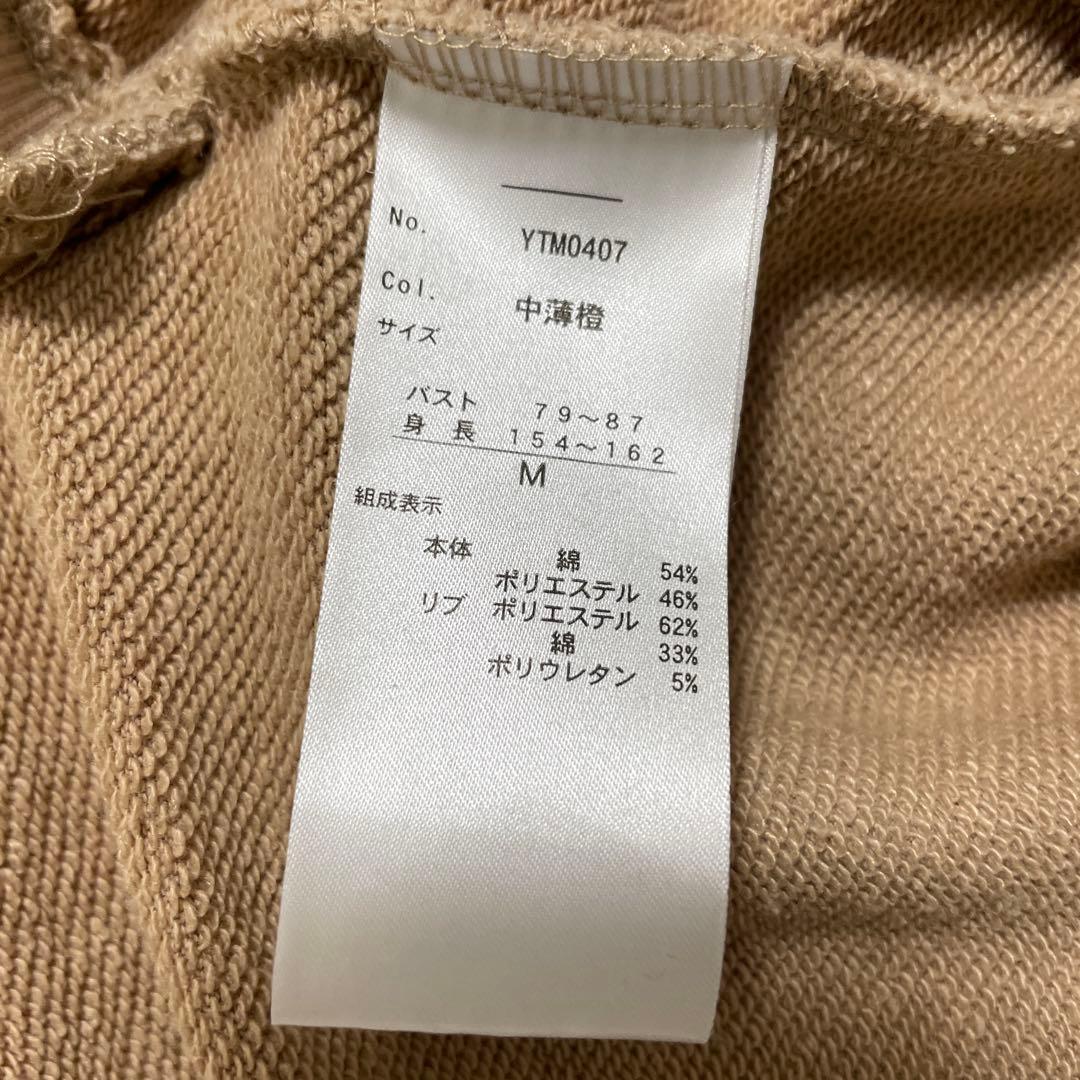 No. YTM0407
Col. 中薄橙
サイズ
バスト 79〜87
身長 154〜162
M
組成表示
本体 綿 54%
ポリエステル 46%
リブ ポリエステル 62%
綿 33%
ポリウレタン 5%